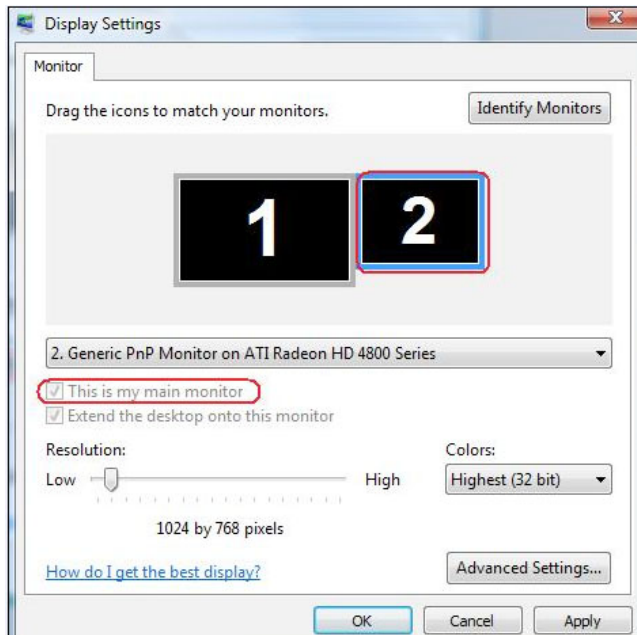 Display Settings
Monitor
Drag the icons to match your monitors.
Identify Monitors
1
2
2. Generic PnP Monitor on ATI Radeon HD 4800 Series
This is my main monitor
Extend the desktop onto this monitor
Resolution:
Colors:
Low
High
Highest (32 bit)
1024 by 768 pixels
How do I get the best display?
Advanced Settings...
OK
Cancel
Apply